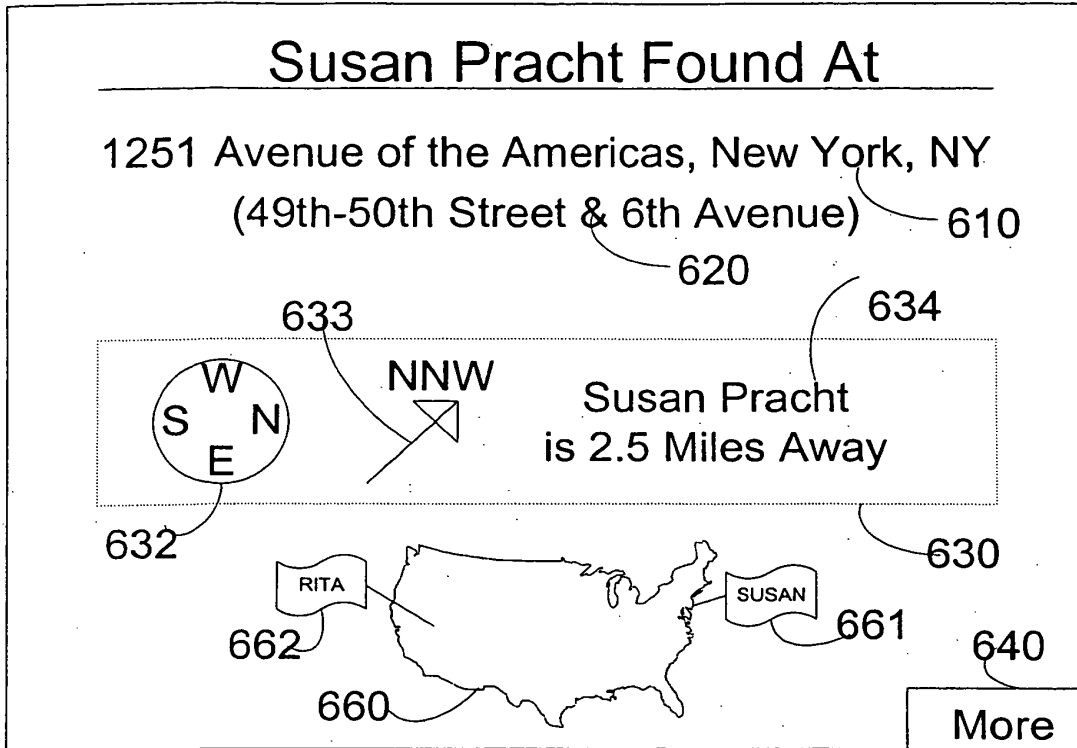 Susan Pracht Found At
1251 Avenue of the Americas, New York, NY
(49th-50th Street & 6th Avenue)
610
620
634
633
W
S N
E
NNW
Susan Pracht
is 2.5 Miles Away
632
630
RITA
SUSAN
662
661
660
640
More